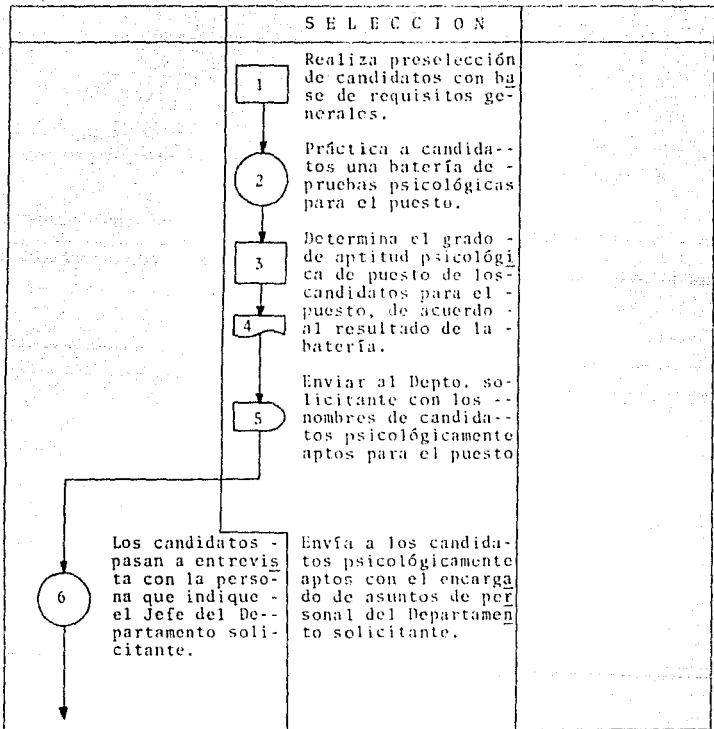 S E L E C C I O N
1
Realiza preselección
de candidatos con ba
se de requisitos ge-
nerales.
2
Práctica a candida--
tos una batería de -
pruebas psicológicas
para el puesto.
3
Determina el grado -
de aptitud psicológi
ca de puesto de los-
candidatos para el -
puesto, de acuerdo -
al resultado de la -
batería.
4
5
Enviar al Depto. so-
licitante con los --
nombres de candida--
tos psicológicamente
aptos para el puesto
6
Los candidatos -
pasan a entrevis
ta con la perso-
na que indique -
el Jefe del De--
partamento soli-
citante.
Envía a los candida-
tos psicológicamente
aptos con el encarga
do de asuntos de per
sonal del Departamen
to solicitante.